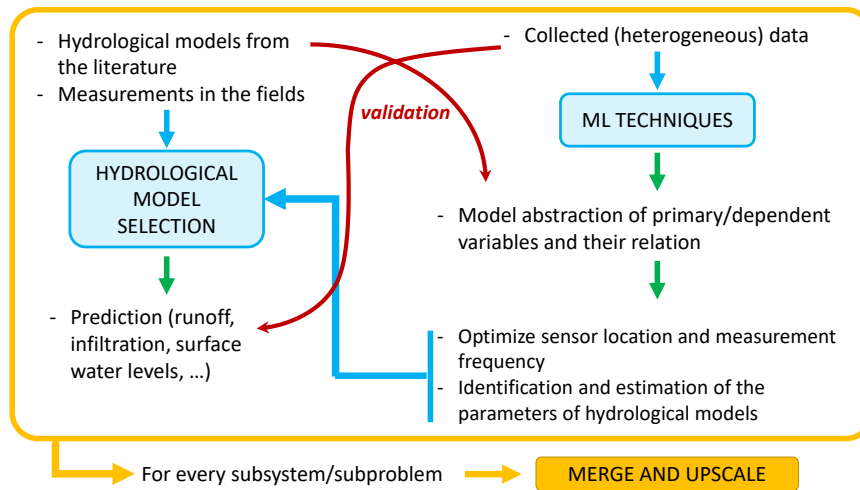 - Hydrological models from
the literature
- Measurements in the fields
HYDROLOGICAL
MODEL
SELECTION
- Prediction (runoff,
infiltration, surface
water levels, ...)
validation
- Collected (heterogeneous) data
ML TECHNIQUES
- Model abstraction of primary/dependent
variables and their relation
- Optimize sensor location and measurement
frequency
- Identification and estimation of the
parameters of hydrological models
For every subsystem/subproblem
MERGE AND UPSCALE